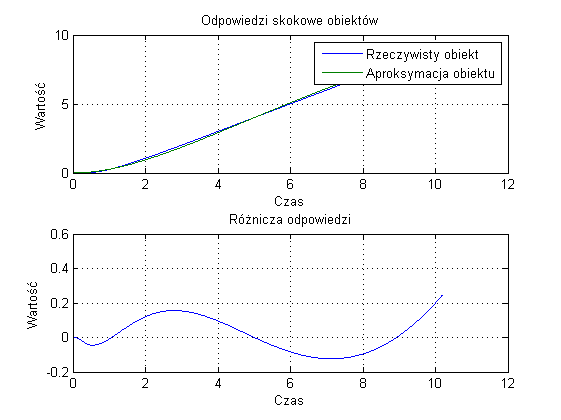 Odpowiedzi skokowe obiektów
10
5
0
Wartość
Rzeczywisty obiekt
Aproksymacja obiektu
0 2 4 6 8 10 12
Czas
Różnicza odpowiedzi
0.6
0.4
0.2
0
-0.2
Wartość
0 2 4 6 8 10 12
Czas